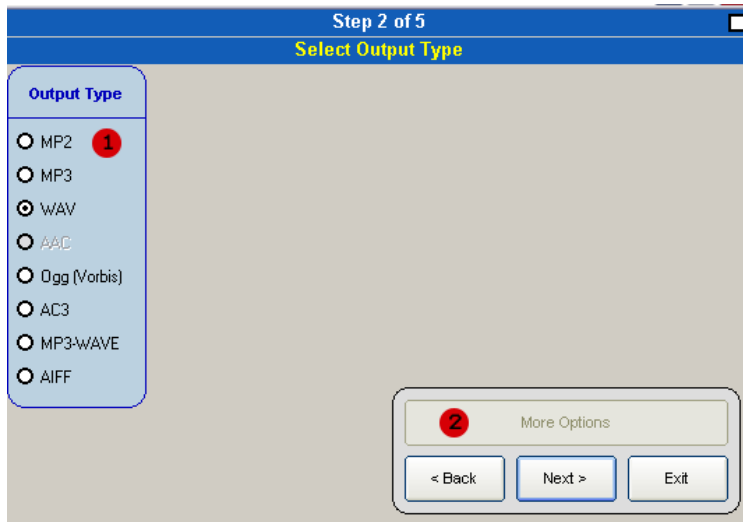 Step 2 of 5
Select Output Type
Output Type
MP2 1
MP3
WAV
AAC
Ogg (Vorbis)
AC3
MP3-WAVE
AIFF
2 More Options
< Back Next > Exit